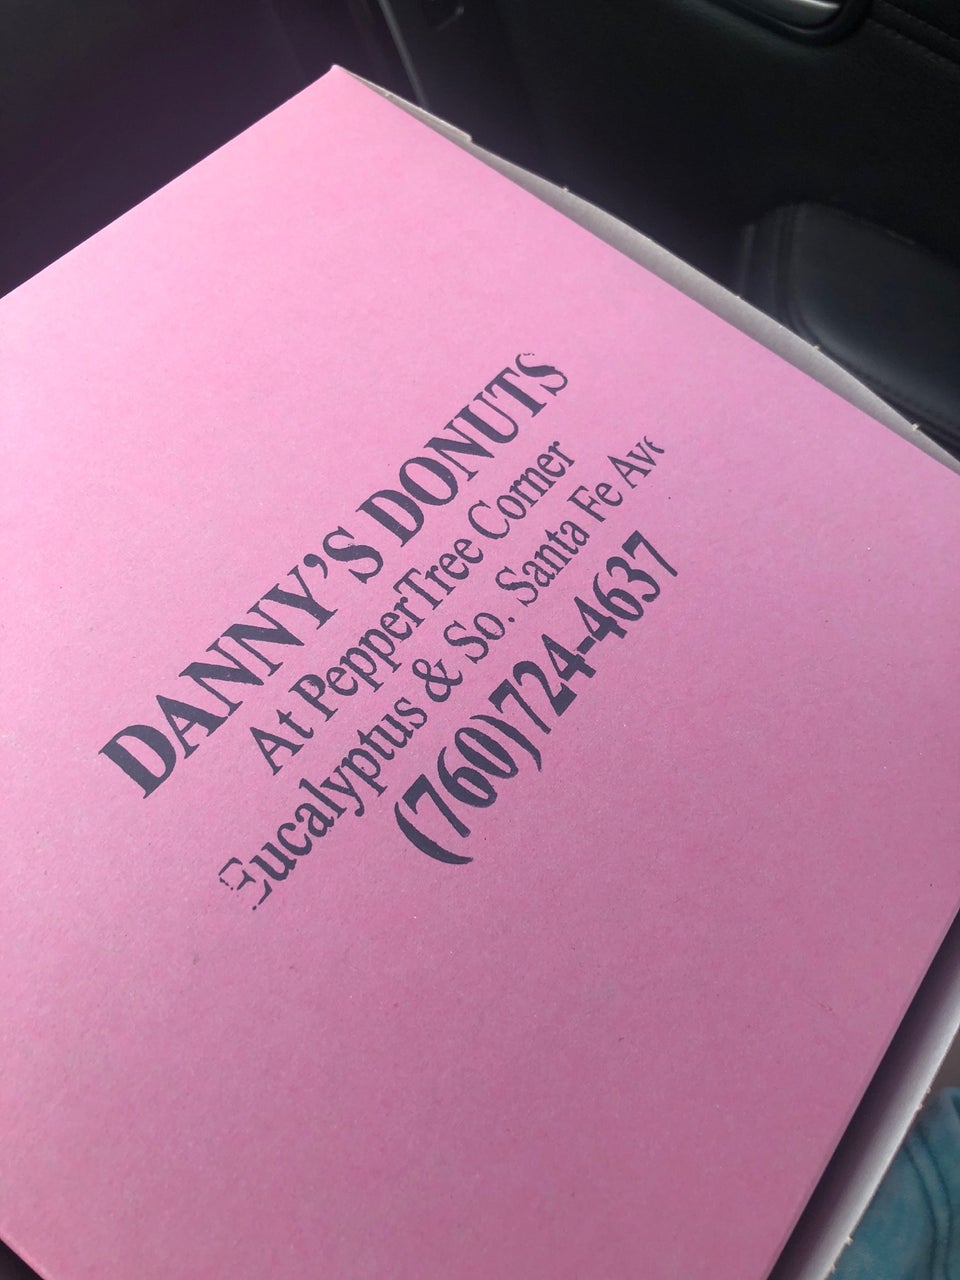 DANNY'S DONUTS
At PepperTree Corner
Eucalyptus & So. Santa Fe Ave
(760)724-4637